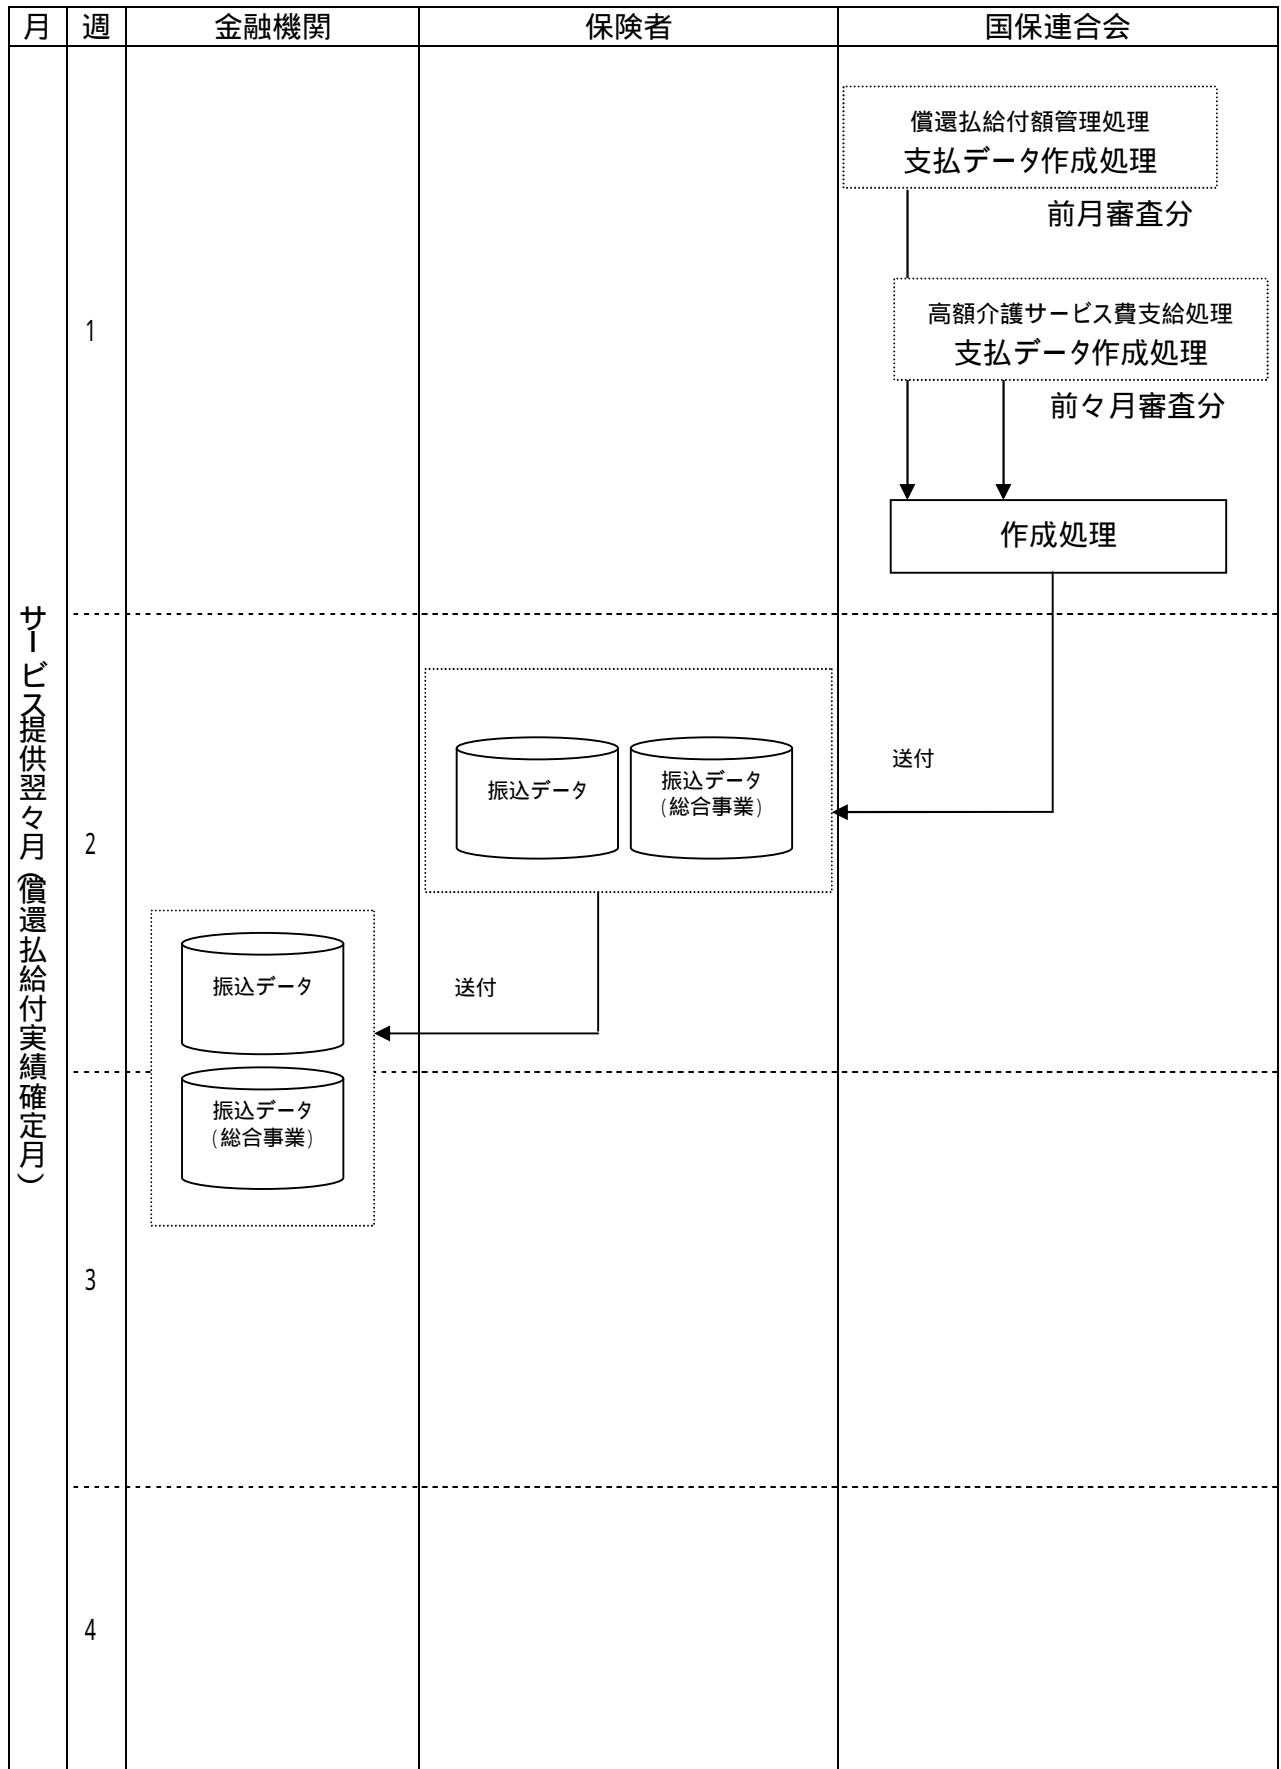 月 週 金融機関 保険者 国保連合会
償還払給付額管理処理
支払データ作成処理
前月審査分
1
高額介護サービス費支給処理
支払データ作成処理
前々月審査分
作成処理
サービス提供翌々月(償還払給付実績確定月)
2
振込データ
振込データ
(総合事業)
送付
振込データ
送付
振込データ
(総合事業)
3
4